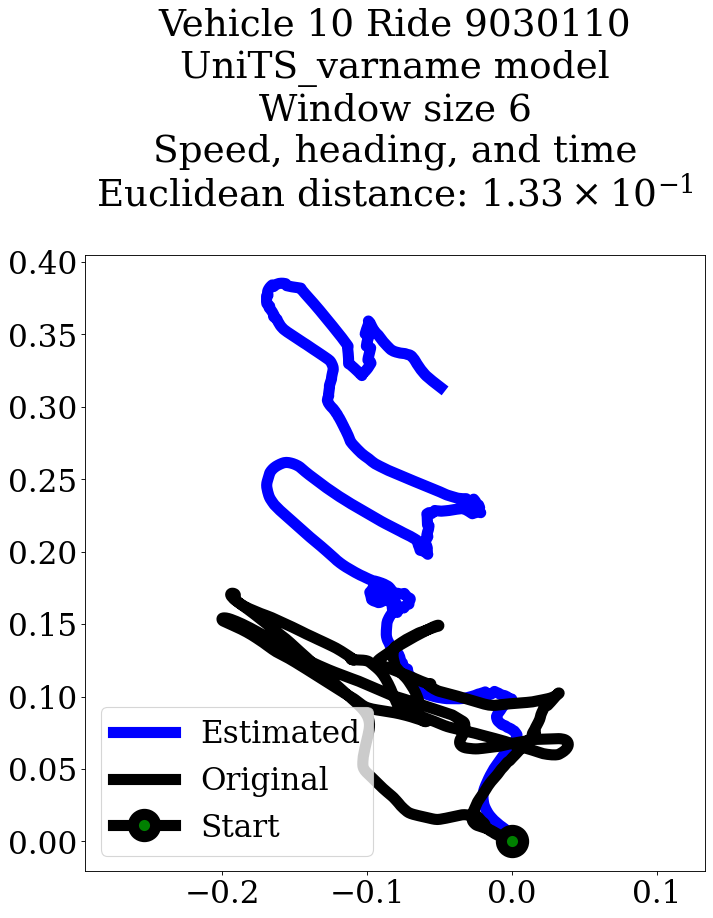 Vehicle 10 Ride 9030110
UniTS_varname model
Window size 6
Speed, heading, and time
Euclidean distance: 1.33 × 10⁻¹
0.40
0.35
0.30
0.25
0.20
0.15
0.10
0.05
0.00
Estimated
Original
Start
−0.2 −0.1 0.0 0.1